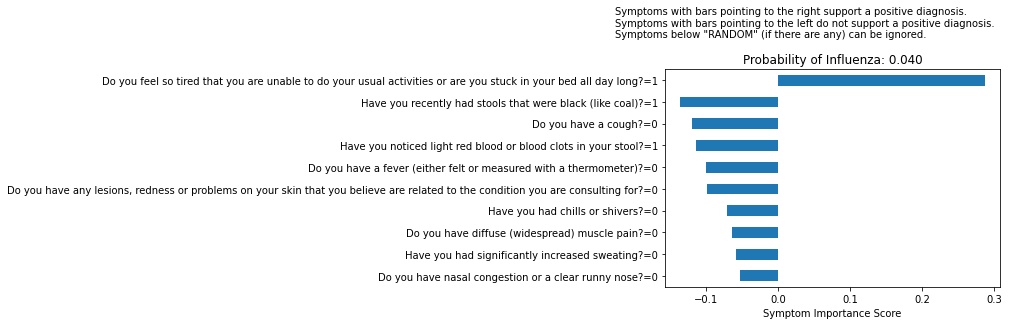 Symptoms with bars pointing to the right support a positive diagnosis.
Symptoms with bars pointing to the left do not support a positive diagnosis.
Symptoms below "RANDOM" (if there are any) can be ignored.
Probability of Influenza: 0.040
Do you feel so tired that you are unable to do your usual activities or are you stuck in your bed all day long?=1
Have you recently had stools that were black (like coal)?=1
Do you have a cough?=0
Have you noticed light red blood or blood clots in your stool?=1
Do you have a fever (either felt or measured with a thermometer)?=0
Do you have any lesions, redness or problems on your skin that you believe are related to the condition you are consulting for?=0
Have you had chills or shivers?=0
Do you have diffuse (widespread) muscle pain?=0
Have you had significantly increased sweating?=0
Do you have nasal congestion or a clear runny nose?=0
−0.1 0.0 0.1 0.2 0.3
Symptom Importance Score